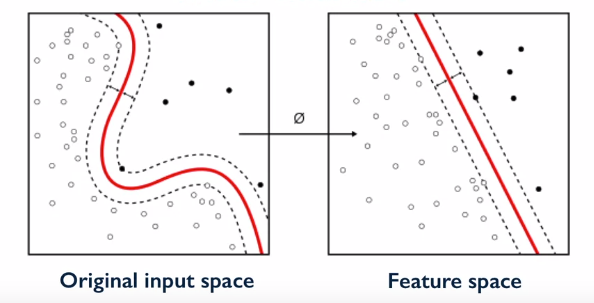 Ø
Original input space
Feature space